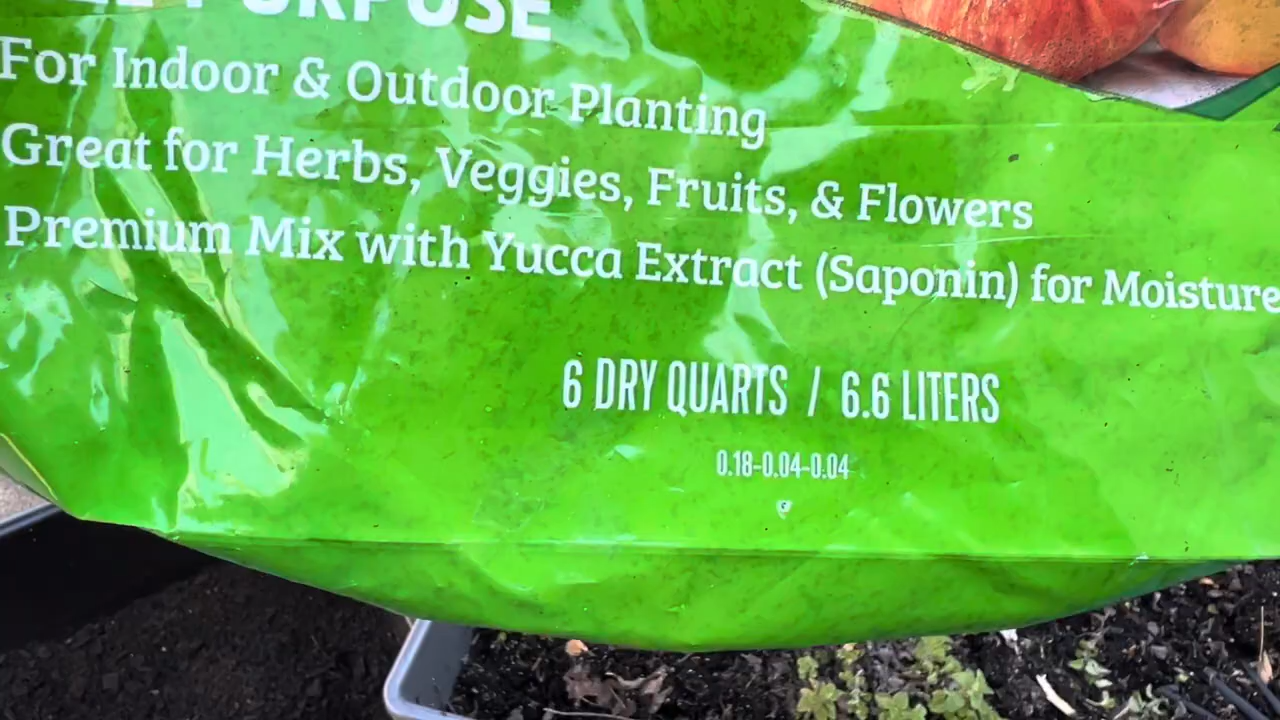 PURPOSE
For Indoor & Outdoor Planting
Great for Herbs, Veggies, Fruits, & Flowers
Premium Mix with Yucca Extract (Saponin) for Moisture
6 DRY QUARTS / 6.6 LITERS
0.18-0.04-0.04